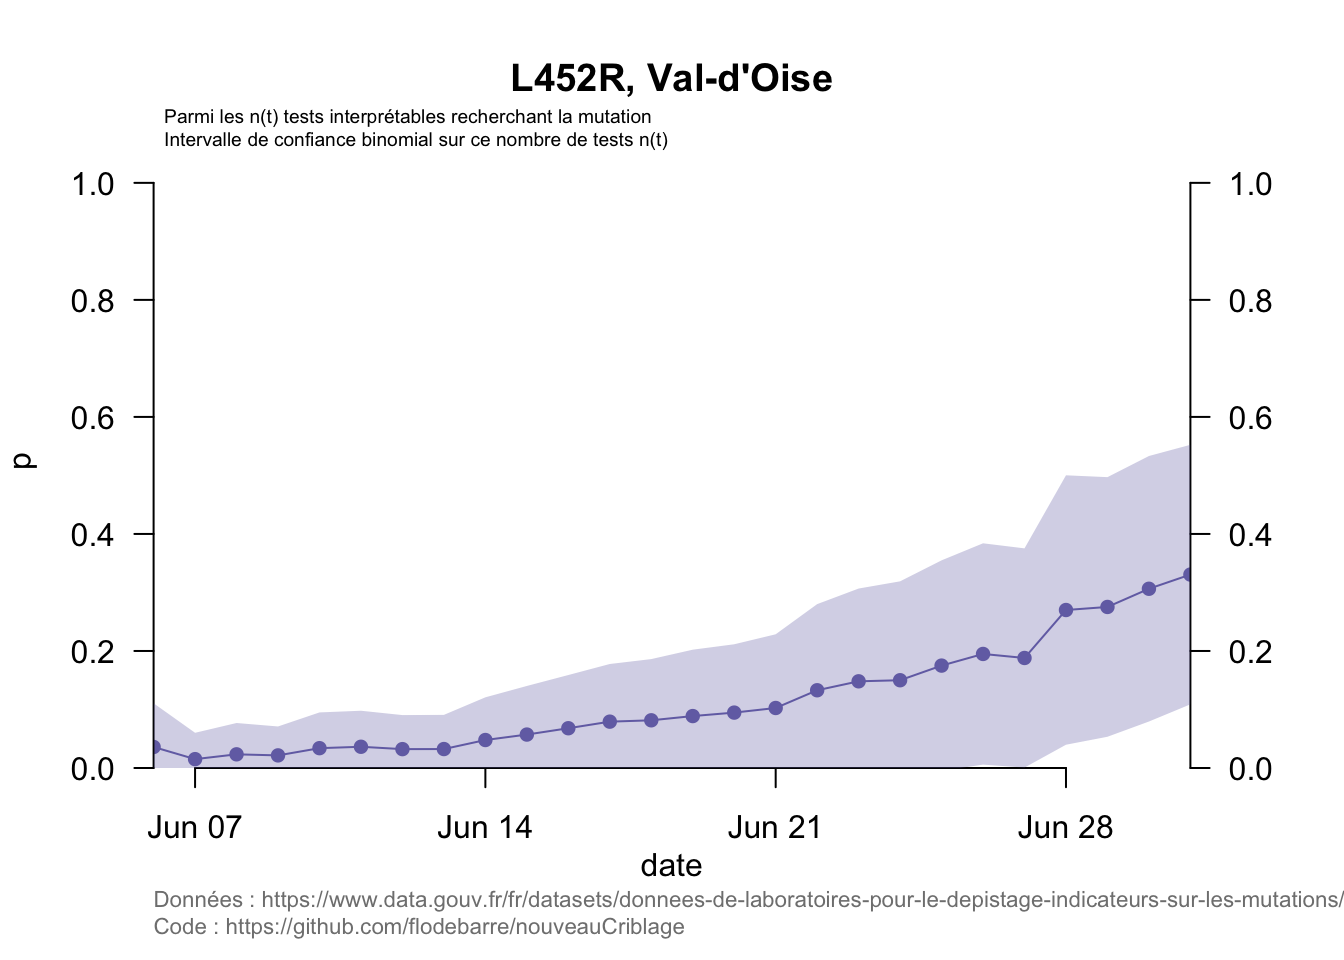 L452R, Val-d'Oise
Parmi les n(t) tests interprétables recherchant la mutation
Intervalle de confiance binomial sur ce nombre de tests n(t)
1.0
0.8
0.6
0.4
0.2
0.0
p
1.0
0.8
0.6
0.4
0.2
0.0
Jun 07 Jun 14 Jun 21 Jun 28
date
Données : https://www.data.gouv.fr/fr/datasets/donnees-de-laboratoires-pour-le-depistage-indicateurs-sur-les-mutations/
Code : https://github.com/flodebarre/nouveauCriblage